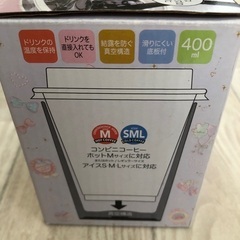 ドリンクの
温度を保持
ドリンクを
直接入れても
OK
結露を防ぐ
真空構造
滑りにくい
底板付
400
ml
M
SML
コンビニコーヒー
ホットMサイズに対応
アイスS・M・Lサイズに対応